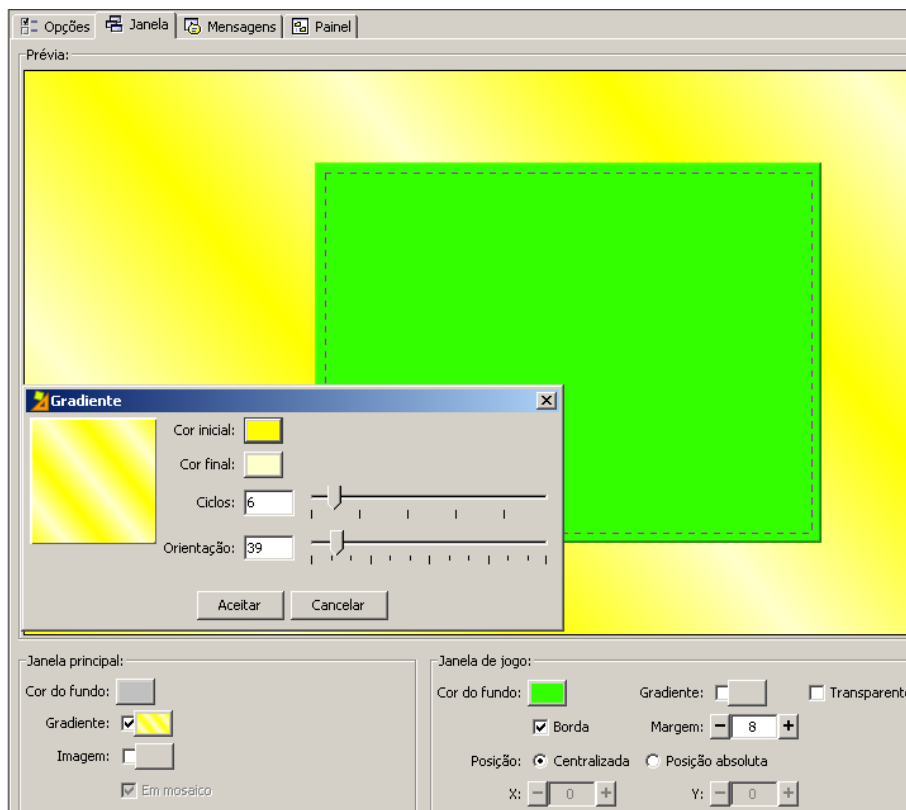 Opções Janela Mensagens Painel
Prévia:
Gradiente
Cor inicial:
Cor final:
Ciclos: 6
Orientação: 39
Aceitar Cancelar
Janela principal:
Cor do fundo:
Gradiente:
Imagem:
Em mosaico
Janela de jogo:
Cor do fundo: Gradiente: Transparente
Borda Margem: 8
Posição: Centralizada Posição absoluta
X: 0 Y: 0